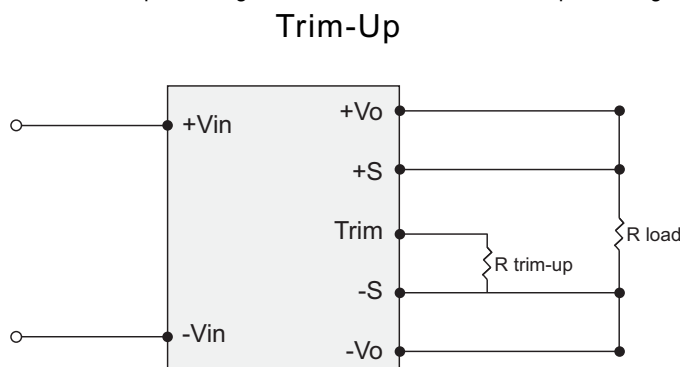 Trim-Up
+Vin
+Vo
+S
Trim
R load
R trim-up
-S
-Vin
-Vo